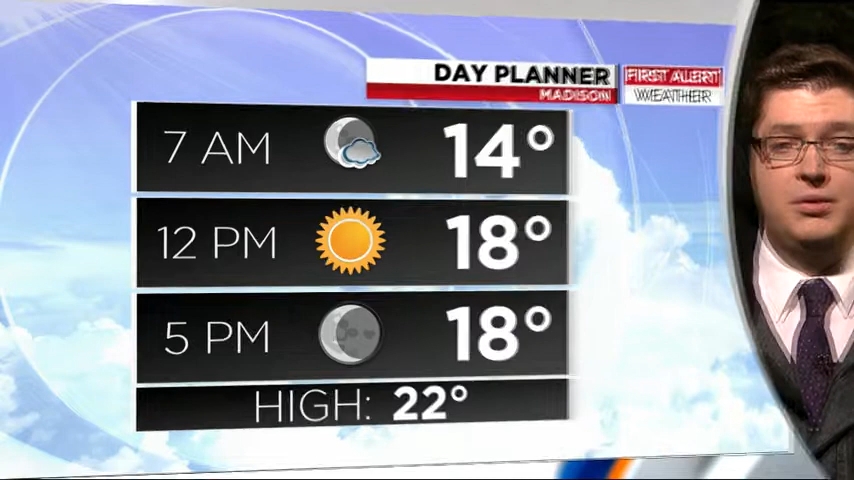 DAY PLANNER
MADISON
FIRST ALERT
WEATHER
7 AM 14°
12 PM 18°
5 PM 18°
HIGH: 22°